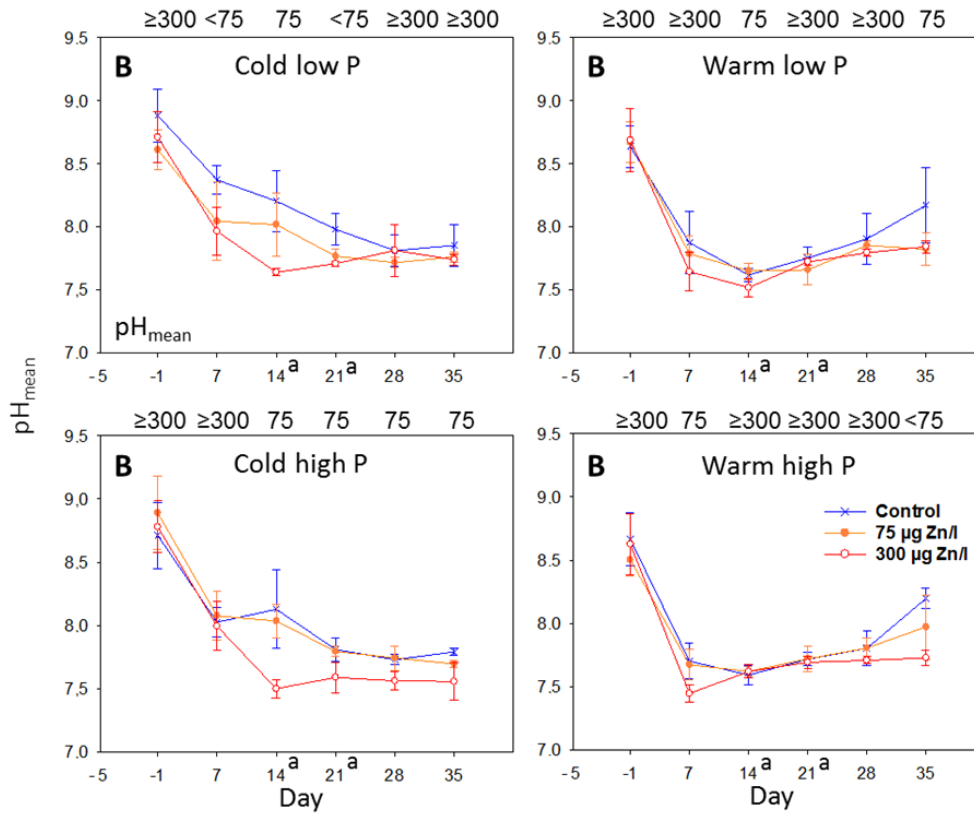 ≥300 <75 75 <75 ≥300 ≥300
B Cold low P
9.5
9.0
8.5
8.0
7.5
7.0
pHmean
-5 -1 7 14a 21a 28 35
≥300 ≥300 75 ≥300 ≥300 75
B Warm low P
9.5
9.0
8.5
8.0
7.5
7.0
-5 -1 7 14a 21a 28 35
pHmean
≥300 ≥300 75 75 75 75
B Cold high P
9.5
9,0
8.5
8.0
7.5
7.0
-5 -1 7 14a 21a 28 35
Day
≥300 75 ≥300 ≥300 ≥300 <75
B Warm high P
9.5
9.0
8.5
8.0
7.5
7.0
Control
75 µg Zn/l
300 µg Zn/l
-5 -1 7 14a 21a 28 35
Day